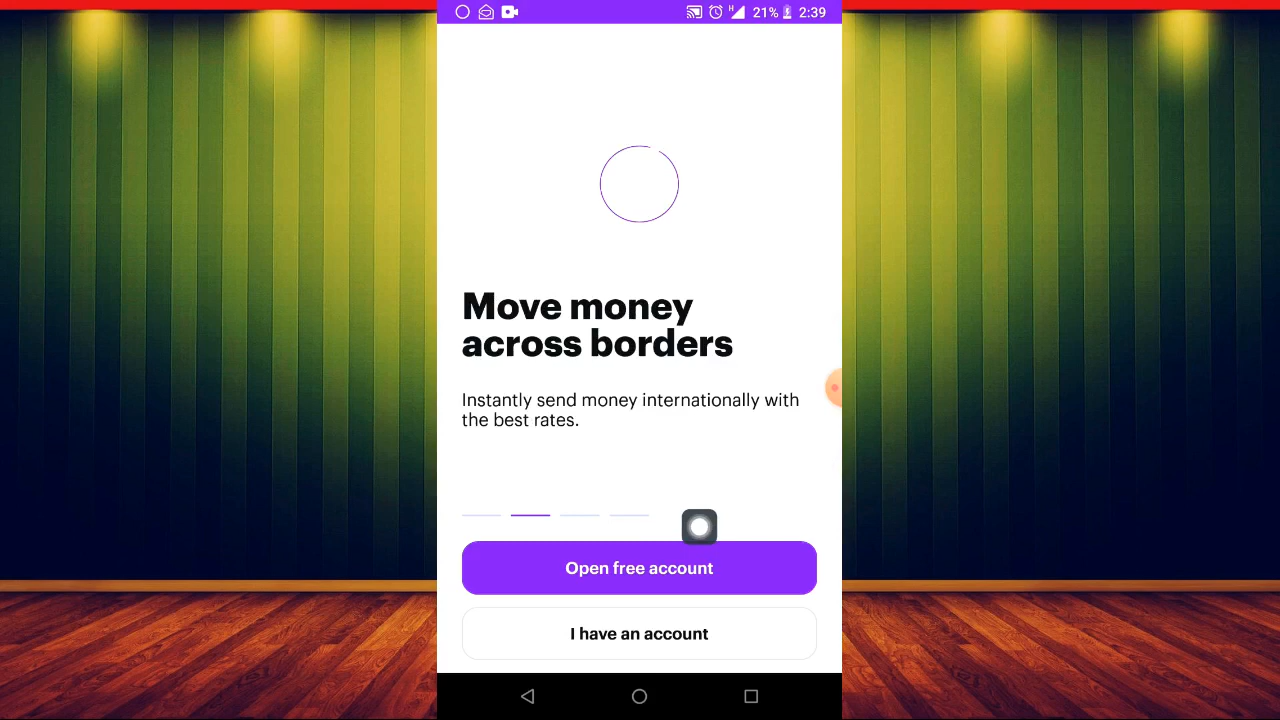 H 21% 2:39
Move money
across borders
Instantly send money internationally with
the best rates.
Open free account
I have an account